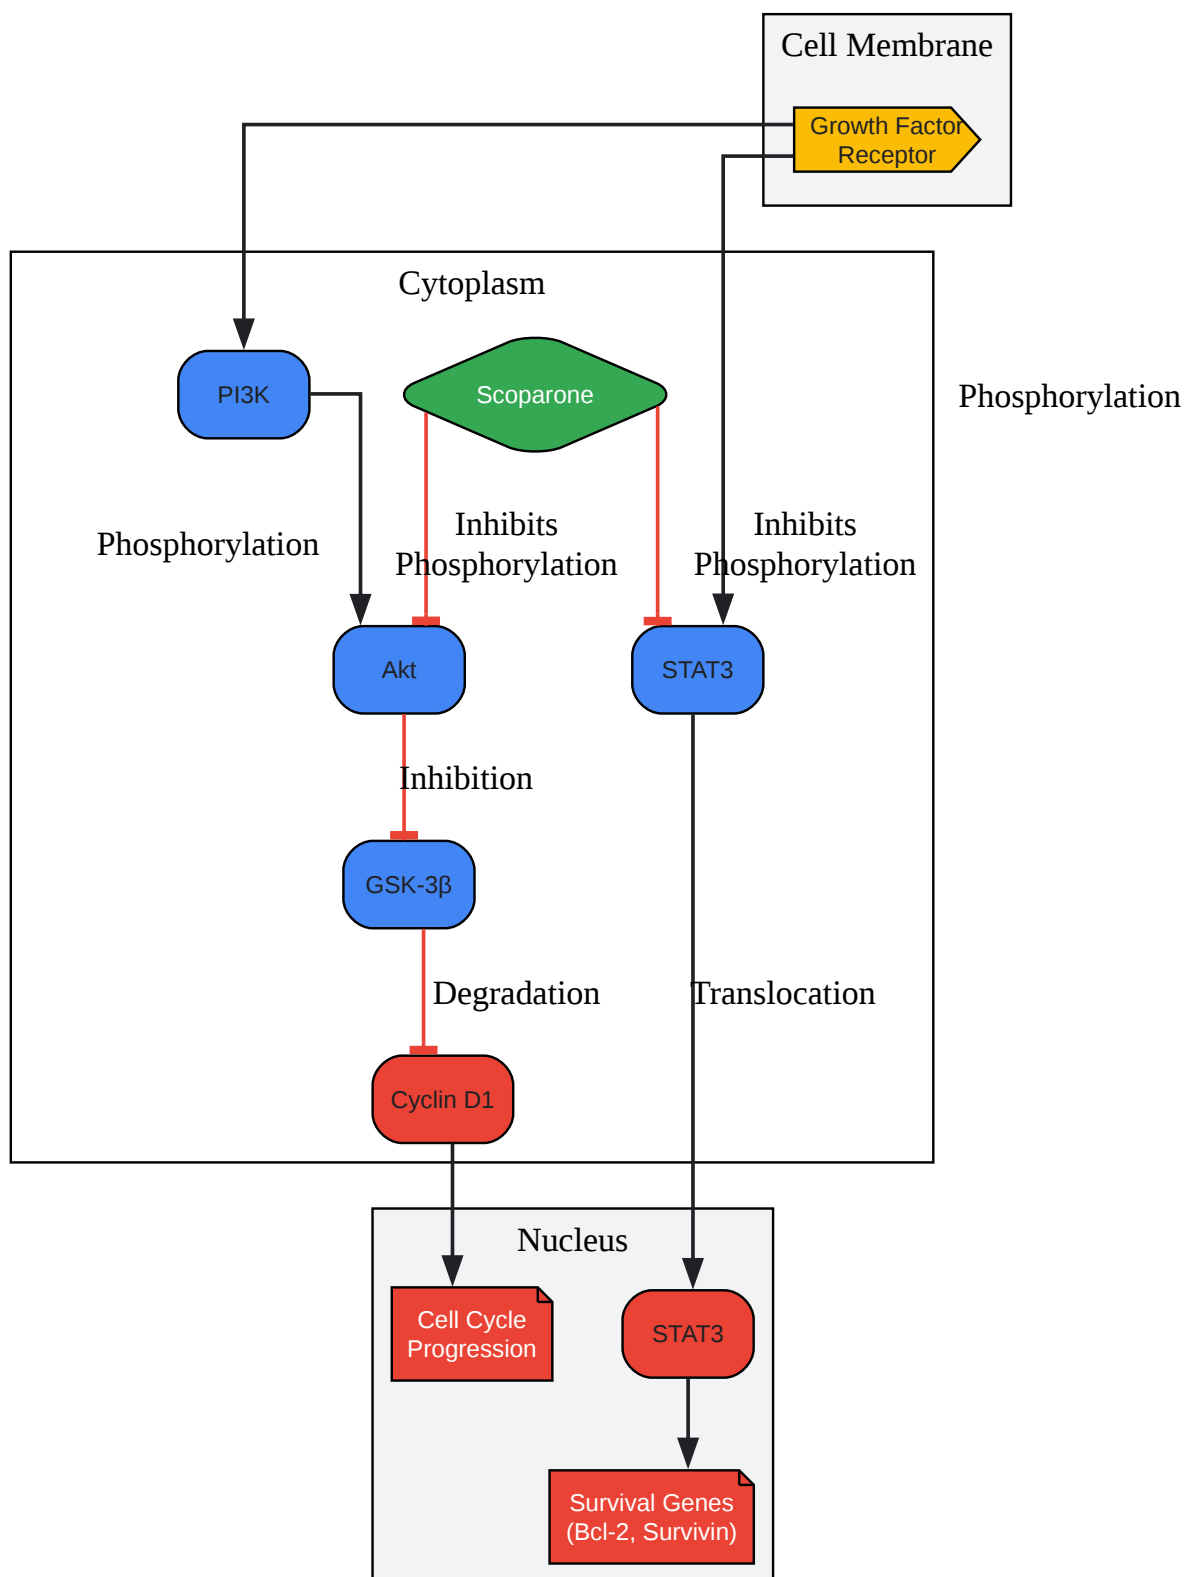 Cell Membrane
Growth Factor
Receptor
Cytoplasm
PI3K
Scoparone
Phosphorylation
Phosphorylation
Inhibits
Phosphorylation
Inhibits
Phosphorylation
Akt
STAT3
Inhibition
GSK-3β
Degradation
Translocation
Cyclin D1
Nucleus
Cell Cycle
Progression
STAT3
Survival Genes
(Bcl-2, Survivin)